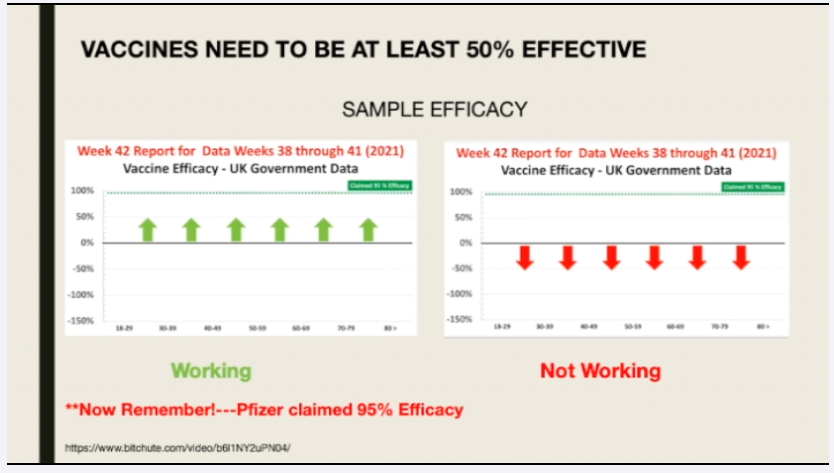 VACCINES NEED TO BE AT LEAST 50% EFFECTIVE
SAMPLE EFFICACY
Week 42 Report for Data Weeks 38 through 41 (2021)
Vaccine Efficacy - UK Government Data
Claimed 95 % Efficacy
100%
50%
0%
-50%
-100%
-150%
18-29 30-39 40-49 50-59 60-69 70-79 80 >
Working
Week 42 Report for Data Weeks 38 through 41 (2021)
Vaccine Efficacy - UK Government Data
Claimed 95 % Efficacy
100%
50%
0%
-50%
-100%
-150%
18-29 30-39 40-49 50-59 60-69 70-79 80 >
Not Working
**Now Remember!---Pfizer claimed 95% Efficacy
https://www.bitchute.com/video/b6I1NY2uPN04/